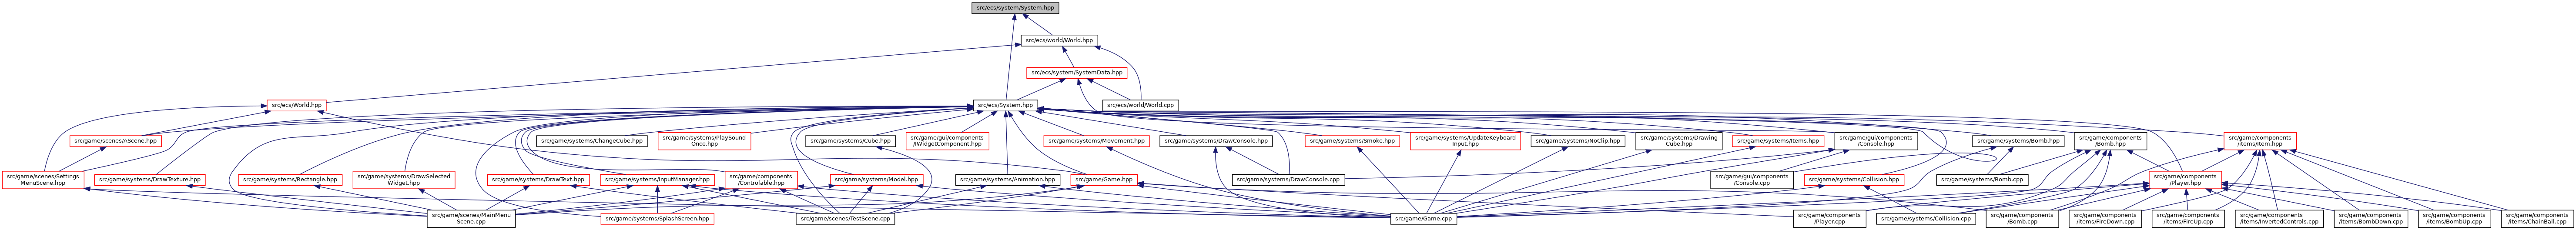 src/ecs/system/System.hpp
src/ecs/world/World.hpp
src/ecs/system/SystemData.hpp
src/ecs/World.hpp
src/ecs/System.hpp
src/ecs/world/World.cpp
src/game/scenes/AScene.hpp
src/game/systems/ChangeCube.hpp
src/game/systems/PlaySound
Once.hpp
src/game/systems/Cube.hpp
src/game/gui/components
/IWidgetComponent.hpp
src/game/systems/Movement.hpp
src/game/systems/DrawConsole.hpp
src/game/systems/Smoke.hpp
src/game/systems/UpdateKeyboard
Input.hpp
src/game/systems/NoClip.hpp
src/game/systems/Drawing
Cube.hpp
src/game/systems/Items.hpp
src/game/gui/components
/Console.hpp
src/game/systems/Bomb.hpp
src/game/components
/Bomb.hpp
src/game/components
/items/Item.hpp
src/game/scenes/Settings
MenuScene.hpp
src/game/systems/DrawTexture.hpp
src/game/systems/Rectangle.hpp
src/game/systems/DrawSelected
Widget.hpp
src/game/systems/DrawText.hpp
src/game/systems/InputManager.hpp
src/game/components
/Controlable.hpp
src/game/systems/Model.hpp
src/game/systems/Animation.hpp
src/game/Game.hpp
src/game/systems/DrawConsole.cpp
src/game/gui/components
/Console.cpp
src/game/systems/Collision.hpp
src/game/systems/Bomb.cpp
src/game/components
/Player.hpp
src/game/scenes/MainMenu
Scene.cpp
src/game/systems/SplashScreen.hpp
src/game/scenes/TestScene.cpp
src/game/Game.cpp
src/game/components
/Player.cpp
src/game/systems/Collision.cpp
src/game/components
/Bomb.cpp
src/game/components
/items/FireDown.cpp
src/game/components
/items/FireUp.cpp
src/game/components
/items/InvertedControls.cpp
src/game/components
/items/BombDown.cpp
src/game/components
/items/BombUp.cpp
src/game/components
/items/ChainBall.cpp